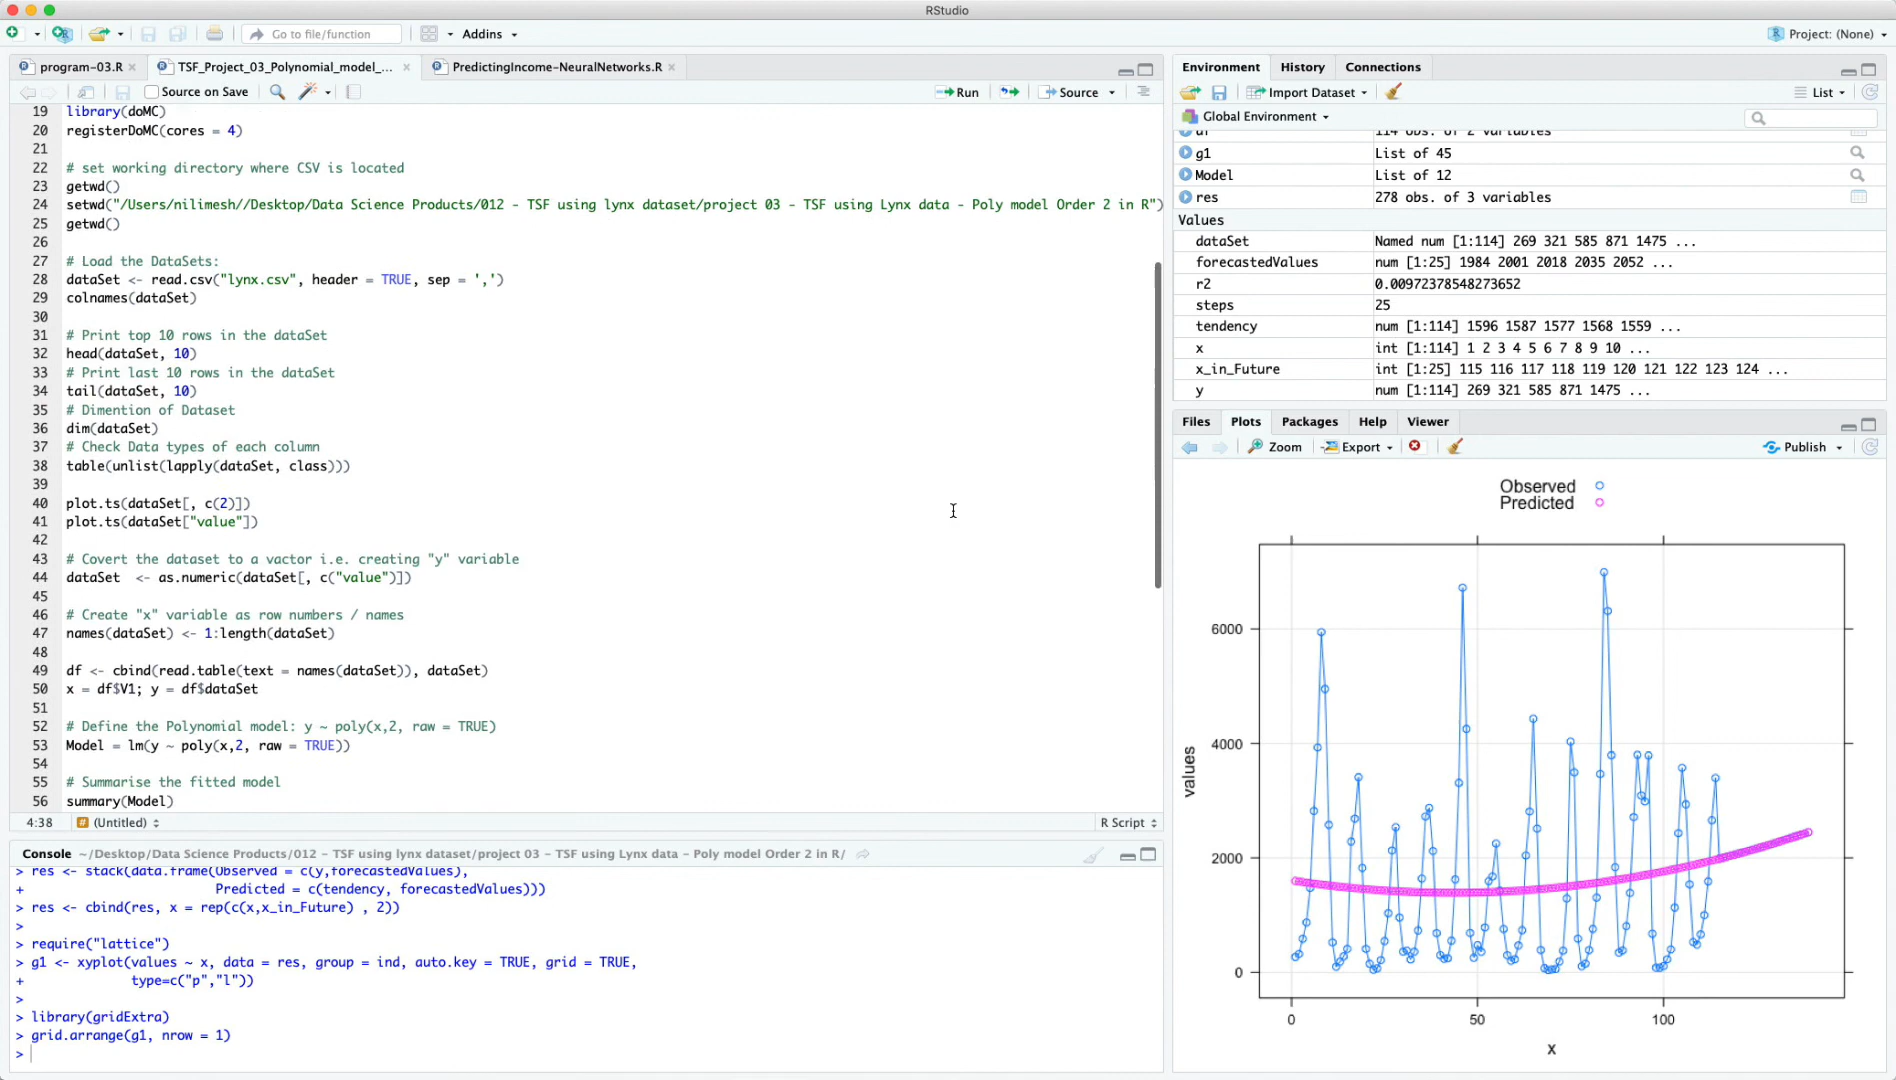 RStudio
Go to file/function
Addins
Project: (None)
program-03.R
TSF_Project_03_Polynomial_model_...
PredictingIncome-NeuralNetworks.R
Source on Save
Run
Source
19 library(doMC)
20 registerDoMC(cores = 4)
21
22 # set working directory where CSV is located
23 getwd()
24 setwd("/Users/nilimesh//Desktop/Data Science Products/012 - TSF using lynx dataset/project 03 - TSF using Lynx data - Poly model Order 2 in R")
25 getwd()
26
27 # Load the DataSets:
28 dataSet <- read.csv("lynx.csv", header = TRUE, sep = ',')
29 colnames(dataSet)
30
31 # Print top 10 rows in the dataSet
32 head(dataSet, 10)
33 # Print last 10 rows in the dataSet
34 tail(dataSet, 10)
35 # Dimention of Dataset
36 dim(dataSet)
37 # Check Data types of each column
38 table(unlist(lapply(dataSet, class)))
39
40 plot.ts(dataSet[, c(2)])
41 plot.ts(dataSet["value"])
42
43 # Covert the dataset to a vactor i.e. creating "y" variable
44 dataSet  <- as.numeric(dataSet[, c("value")])
45
46 # Create "x" variable as row numbers / names
47 names(dataSet) <- 1:length(dataSet)
48
49 df <- cbind(read.table(text = names(dataSet)), dataSet)
50 x = df$V1; y = df$dataSet
51
52 # Define the Polynomial model: y ~ poly(x,2, raw = TRUE)
53 Model = lm(y ~ poly(x,2, raw = TRUE))
54
55 # Summarise the fitted model
56 summary(Model)
4:38
(Untitled)
R Script
Console ~/Desktop/Data Science Products/012 - TSF using lynx dataset/project 03 - TSF using Lynx data - Poly model Order 2 in R/
> res <- stack(data.frame(Observed = c(y,forecastedValues),
+                         Predicted = c(tendency, forecastedValues)))
> res <- cbind(res, x = rep(c(x,x_in_Future) , 2))
>
> require("lattice")
> g1 <- xyplot(values ~ x, data = res, group = ind, auto.key = TRUE, grid = TRUE,
+              type=c("p","l"))
>
> library(gridExtra)
> grid.arrange(g1, nrow = 1)
>
Environment
History
Connections
Import Dataset
List
Global Environment
df 114 obs. of 2 variables
g1 List of 45
Model List of 12
res 278 obs. of 3 variables
Values
dataSet Named num [1:114] 269 321 585 871 1475 ...
forecastedValues num [1:25] 1984 2001 2018 2035 2052 ...
r2 0.00972378548273652
steps 25
tendency num [1:114] 1596 1587 1577 1568 1559 ...
x int [1:114] 1 2 3 4 5 6 7 8 9 10 ...
x_in_Future int [1:25] 115 116 117 118 119 120 121 122 123 124 ...
y num [1:114] 269 321 585 871 1475 ...
Files
Plots
Packages
Help
Viewer
Zoom
Export
Publish
Observed
Predicted
values
6000
4000
2000
0
0
50
100
x